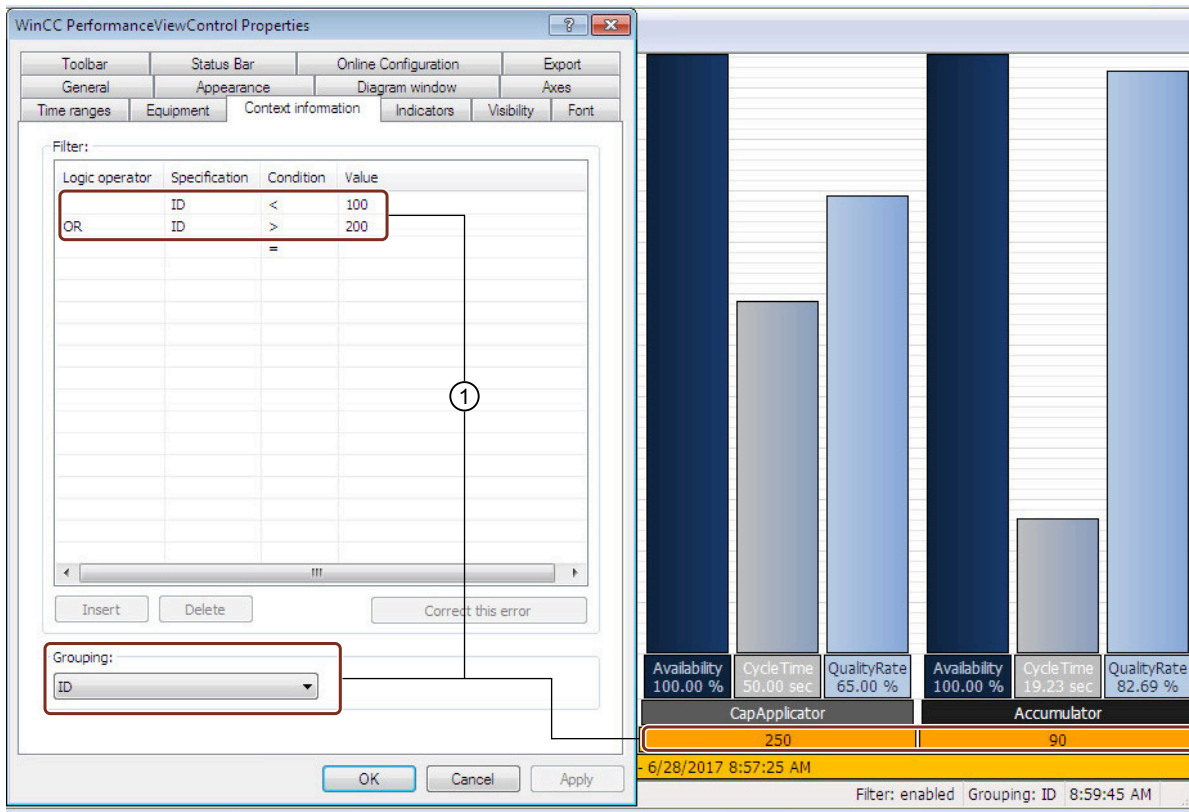 WinCC PerformanceViewControl Properties
Toolbar Status Bar Online Configuration Export
General Appearance Diagram window Axes
Time ranges Equipment Context information Indicators Visibility Font
Filter:
Logic operator Specification Condition Value
ID < 100
OR ID > 200
=
1
Insert Delete Correct this error
Grouping:
ID
OK Cancel Apply
Availability CycleTime QualityRate Availability CycleTime QualityRate
100.00 % 50.00 sec 65.00 % 100.00 % 19.23 sec 82.69 %
CapApplicator Accumulator
250 90
- 6/28/2017 8:57:25 AM
Filter: enabled Grouping: ID 8:59:45 AM